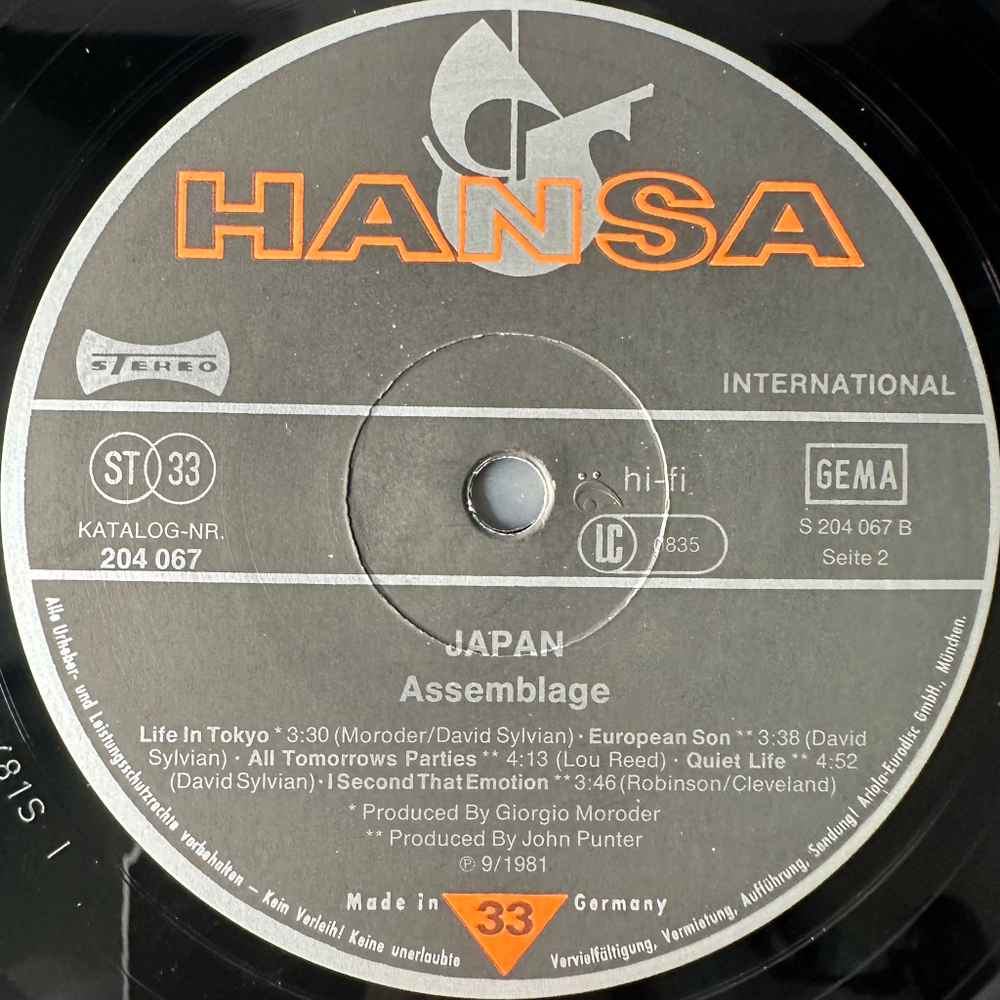 HANSA
STEREO
INTERNATIONAL
ST 33
hi-fi
GEMA
KATALOG-NR.
204 067
LC 0835
S 204 067 B
Seite 2
JAPAN
Assemblage
Life In Tokyo * 3:30 (Moroder/David Sylvian) · European Son ** 3:38 (David
Sylvian) · All Tomorrows Parties ** 4:13 (Lou Reed) · Quiet Life ** 4:52
(David Sylvian) · I Second That Emotion ** 3:46 (Robinson/Cleveland)
* Produced By Giorgio Moroder
** Produced By John Punter
℗ 9/1981
Made in 33 Germany
Alle Urheber- und Leistungsschutzrechte vorbehalten – Kein Verleih! Keine unerlaubte Vervielfältigung, Vermietung, Aufführung, Sendung! Ariola-Eurodisc GmbH., München.